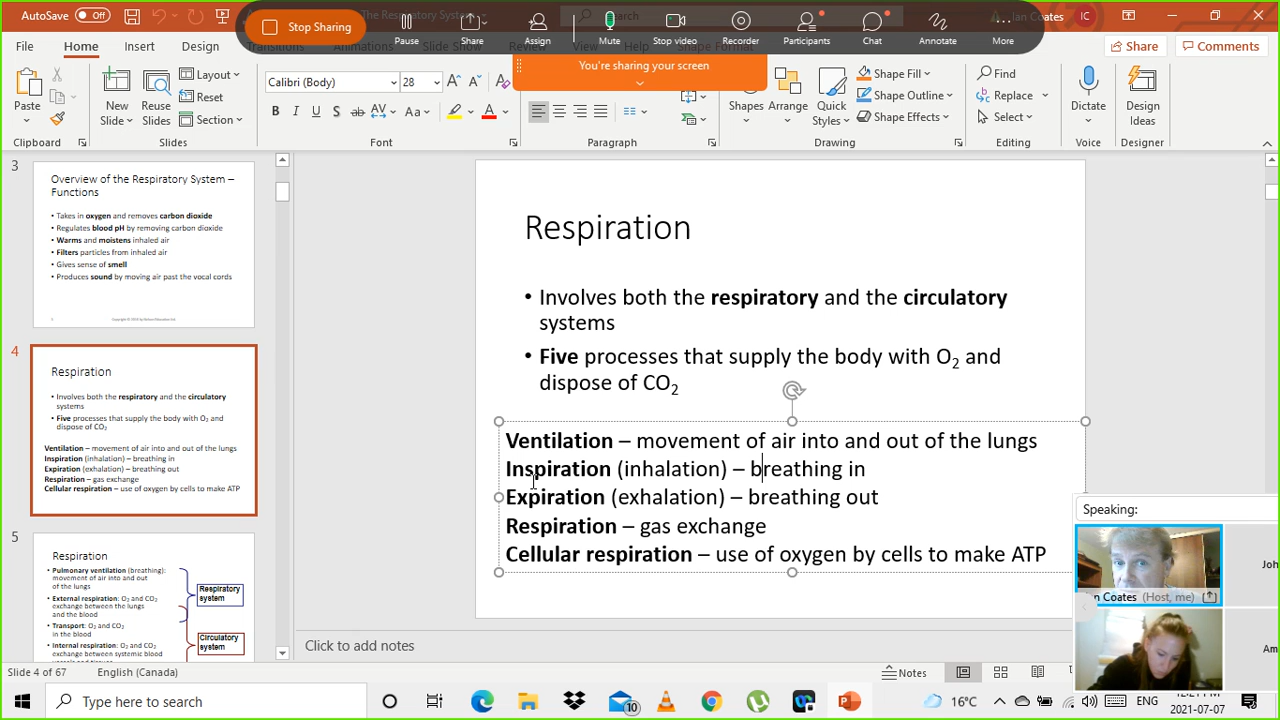 AutoSave Off
The Respiratory System
Search
Ian Coates
IC
Stop Sharing
Pause
Share
Assign
Mute
Stop video
Recorder
Participants
Chat
Annotate
More
You're sharing your screen
File
Home
Insert
Design
Transitions
Animations
Slide Show
Review
View
Help
Shape Format
Share
Comments
Paste
New
Slide
Reuse
Slides
Layout
Reset
Section
Calibri (Body)
28
Shapes
Arrange
Quick
Styles
Shape Fill
Shape Outline
Shape Effects
Find
Replace
Select
Dictate
Design
Ideas
Clipboard
Slides
Font
Paragraph
Drawing
Editing
Voice
Designer
3
Overview of the Respiratory System –
Functions
• Takes in oxygen and removes carbon dioxide
• Regulates blood pH by removing carbon dioxide
• Warms and moistens inhaled air
• Filters particles from inhaled air
• Gives sense of smell
• Produces sound by moving air past the vocal cords
4
Respiration
• Involves both the respiratory and the circulatory
systems
• Five processes that supply the body with O2 and
dispose of CO2
Ventilation – movement of air into and out of the lungs
Inspiration (inhalation) – breathing in
Expiration (exhalation) – breathing out
Respiration – gas exchange
Cellular respiration – use of oxygen by cells to make ATP
5
Respiration
• Pulmonary ventilation (breathing):
movement of air into and out
of the lungs
• External respiration: O2 and CO2
exchange between the lungs
and the blood
• Transport: O2 and CO2
in the blood
• Internal respiration: O2 and CO2
exchange between systemic blood
Respiratory
system
Circulatory
system
Respiration
• Involves both the respiratory and the circulatory
systems
• Five processes that supply the body with O2 and
dispose of CO2
Ventilation – movement of air into and out of the lungs
Inspiration (inhalation) – breathing in
Expiration (exhalation) – breathing out
Respiration – gas exchange
Cellular respiration – use of oxygen by cells to make ATP
Speaking:
Coates (Host, me)
Joh
Am
Click to add notes
Slide 4 of 67
English (Canada)
Notes
Type here to search
10
16°C
ENG
2021-07-07